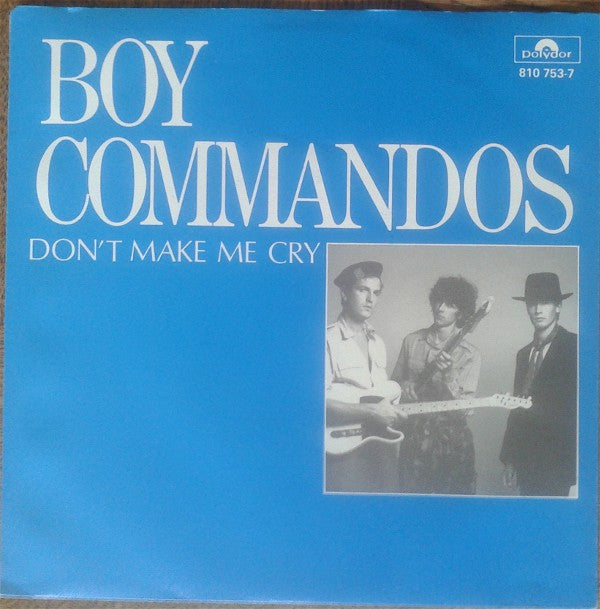 BOY
COMMANDOS
DON'T MAKE ME CRY
Polydor
810 753-7